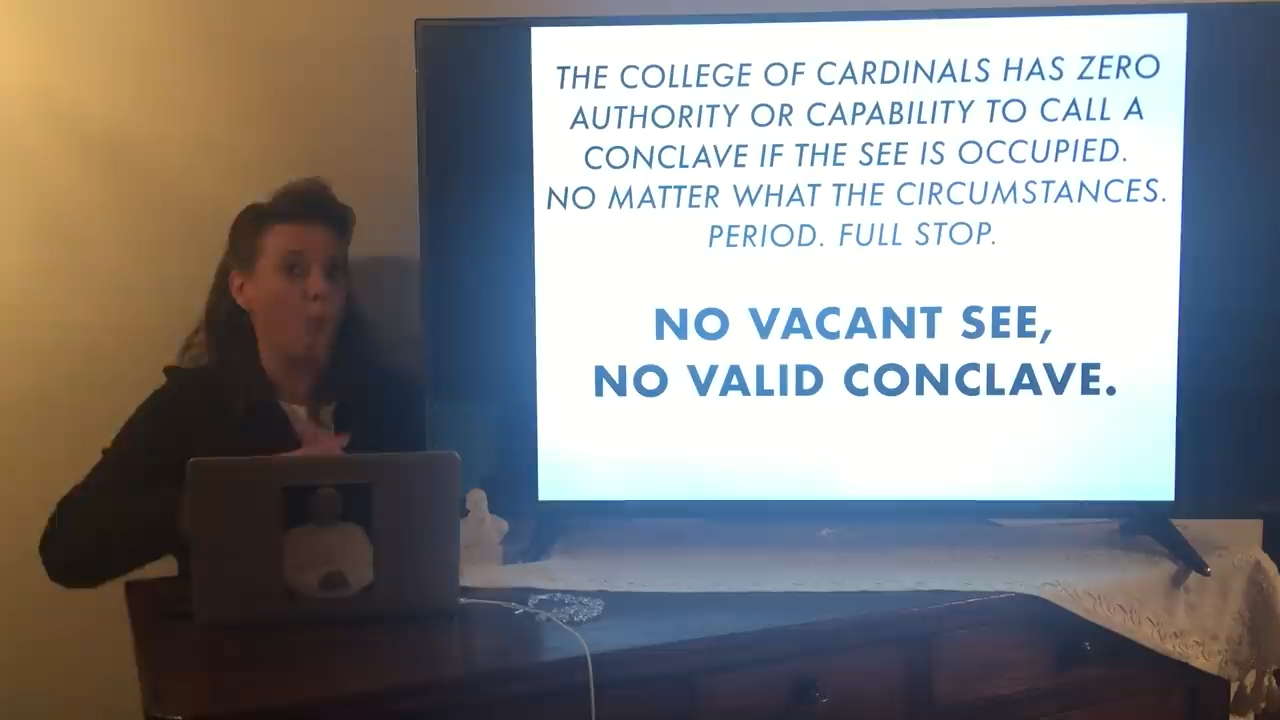 THE COLLEGE OF CARDINALS HAS ZERO
AUTHORITY OR CAPABILITY TO CALL A
CONCLAVE IF THE SEE IS OCCUPIED.
NO MATTER WHAT THE CIRCUMSTANCES.
PERIOD. FULL STOP.
NO VACANT SEE,
NO VALID CONCLAVE.